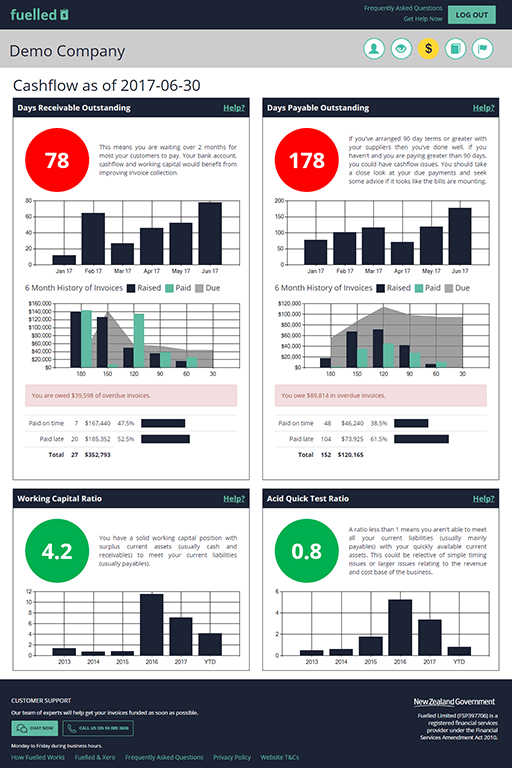 fuelled
Frequently Asked Questions
Get Help Now
LOG OUT
Demo Company
$
Cashflow as of 2017-06-30
Days Receivable Outstanding
Help?
78
This means you are waiting over 2 months for
most your customers to pay. Your bank account,
cashflow and working capital would benefit from
improving invoice collection.
80
60
40
20
0
Jan 17 Feb 17 Mar 17 Apr 17 May 17 Jun 17
6 Month History of Invoices Raised Paid Due
$160,000
$140,000
$120,000
$100,000
$80,000
$60,000
$40,000
$20,000
$0
180 150 120 90 60 30
You are owed $39,598 of overdue invoices.
Paid on time 7 $167,440 47.5%
Paid late 20 $185,352 52.5%
Total 27 $352,793
Days Payable Outstanding
Help?
178
If you've arranged 90 day terms or greater with
your suppliers then you've done well. If you
haven't and you are paying greater than 90 days,
you could have cashflow issues. You should take
a close look at your due payments and seek
some advice if it looks like the bills are mounting.
200
150
100
50
0
Jan 17 Feb 17 Mar 17 Apr 17 May 17 Jun 17
6 Month History of Invoices Raised Paid Due
$120,000
$100,000
$80,000
$60,000
$40,000
$20,000
$0
180 150 120 90 60 30
You owe $89,814 in overdue invoices.
Paid on time 48 $46,240 38.5%
Paid late 104 $73,925 61.5%
Total 152 $120,165
Working Capital Ratio
Help?
4.2
You have a solid working capital position with
surplus current assets (usually cash and
receivables) to meet your current liabilities
(usually payables).
12
10
8
6
4
2
0
2013 2014 2015 2016 2017 YTD
Acid Quick Test Ratio
Help?
0.8
A ratio less than 1 means you aren't able to meet
all your current liabilities (usually mainly
payables) with your quickly available current
assets. This could be relective of simple timing
issues or larger issues relating to the revenue
and cost base of the business.
6
4
2
0
2013 2014 2015 2016 2017 YTD
CUSTOMER SUPPORT
Our team of experts will help get your invoices funded as soon as possible.
CHAT NOW
CALL US ON 04 889 3808
Monday to Friday during business hours.
How Fuelled Works Fuelled & Xero Frequently Asked Questions Privacy Policy Website T&Cs
New Zealand Government
Fuelled Limited (FSP397706) is a
registered financial services
provider under the Financial
Services Amendment Act 2010.